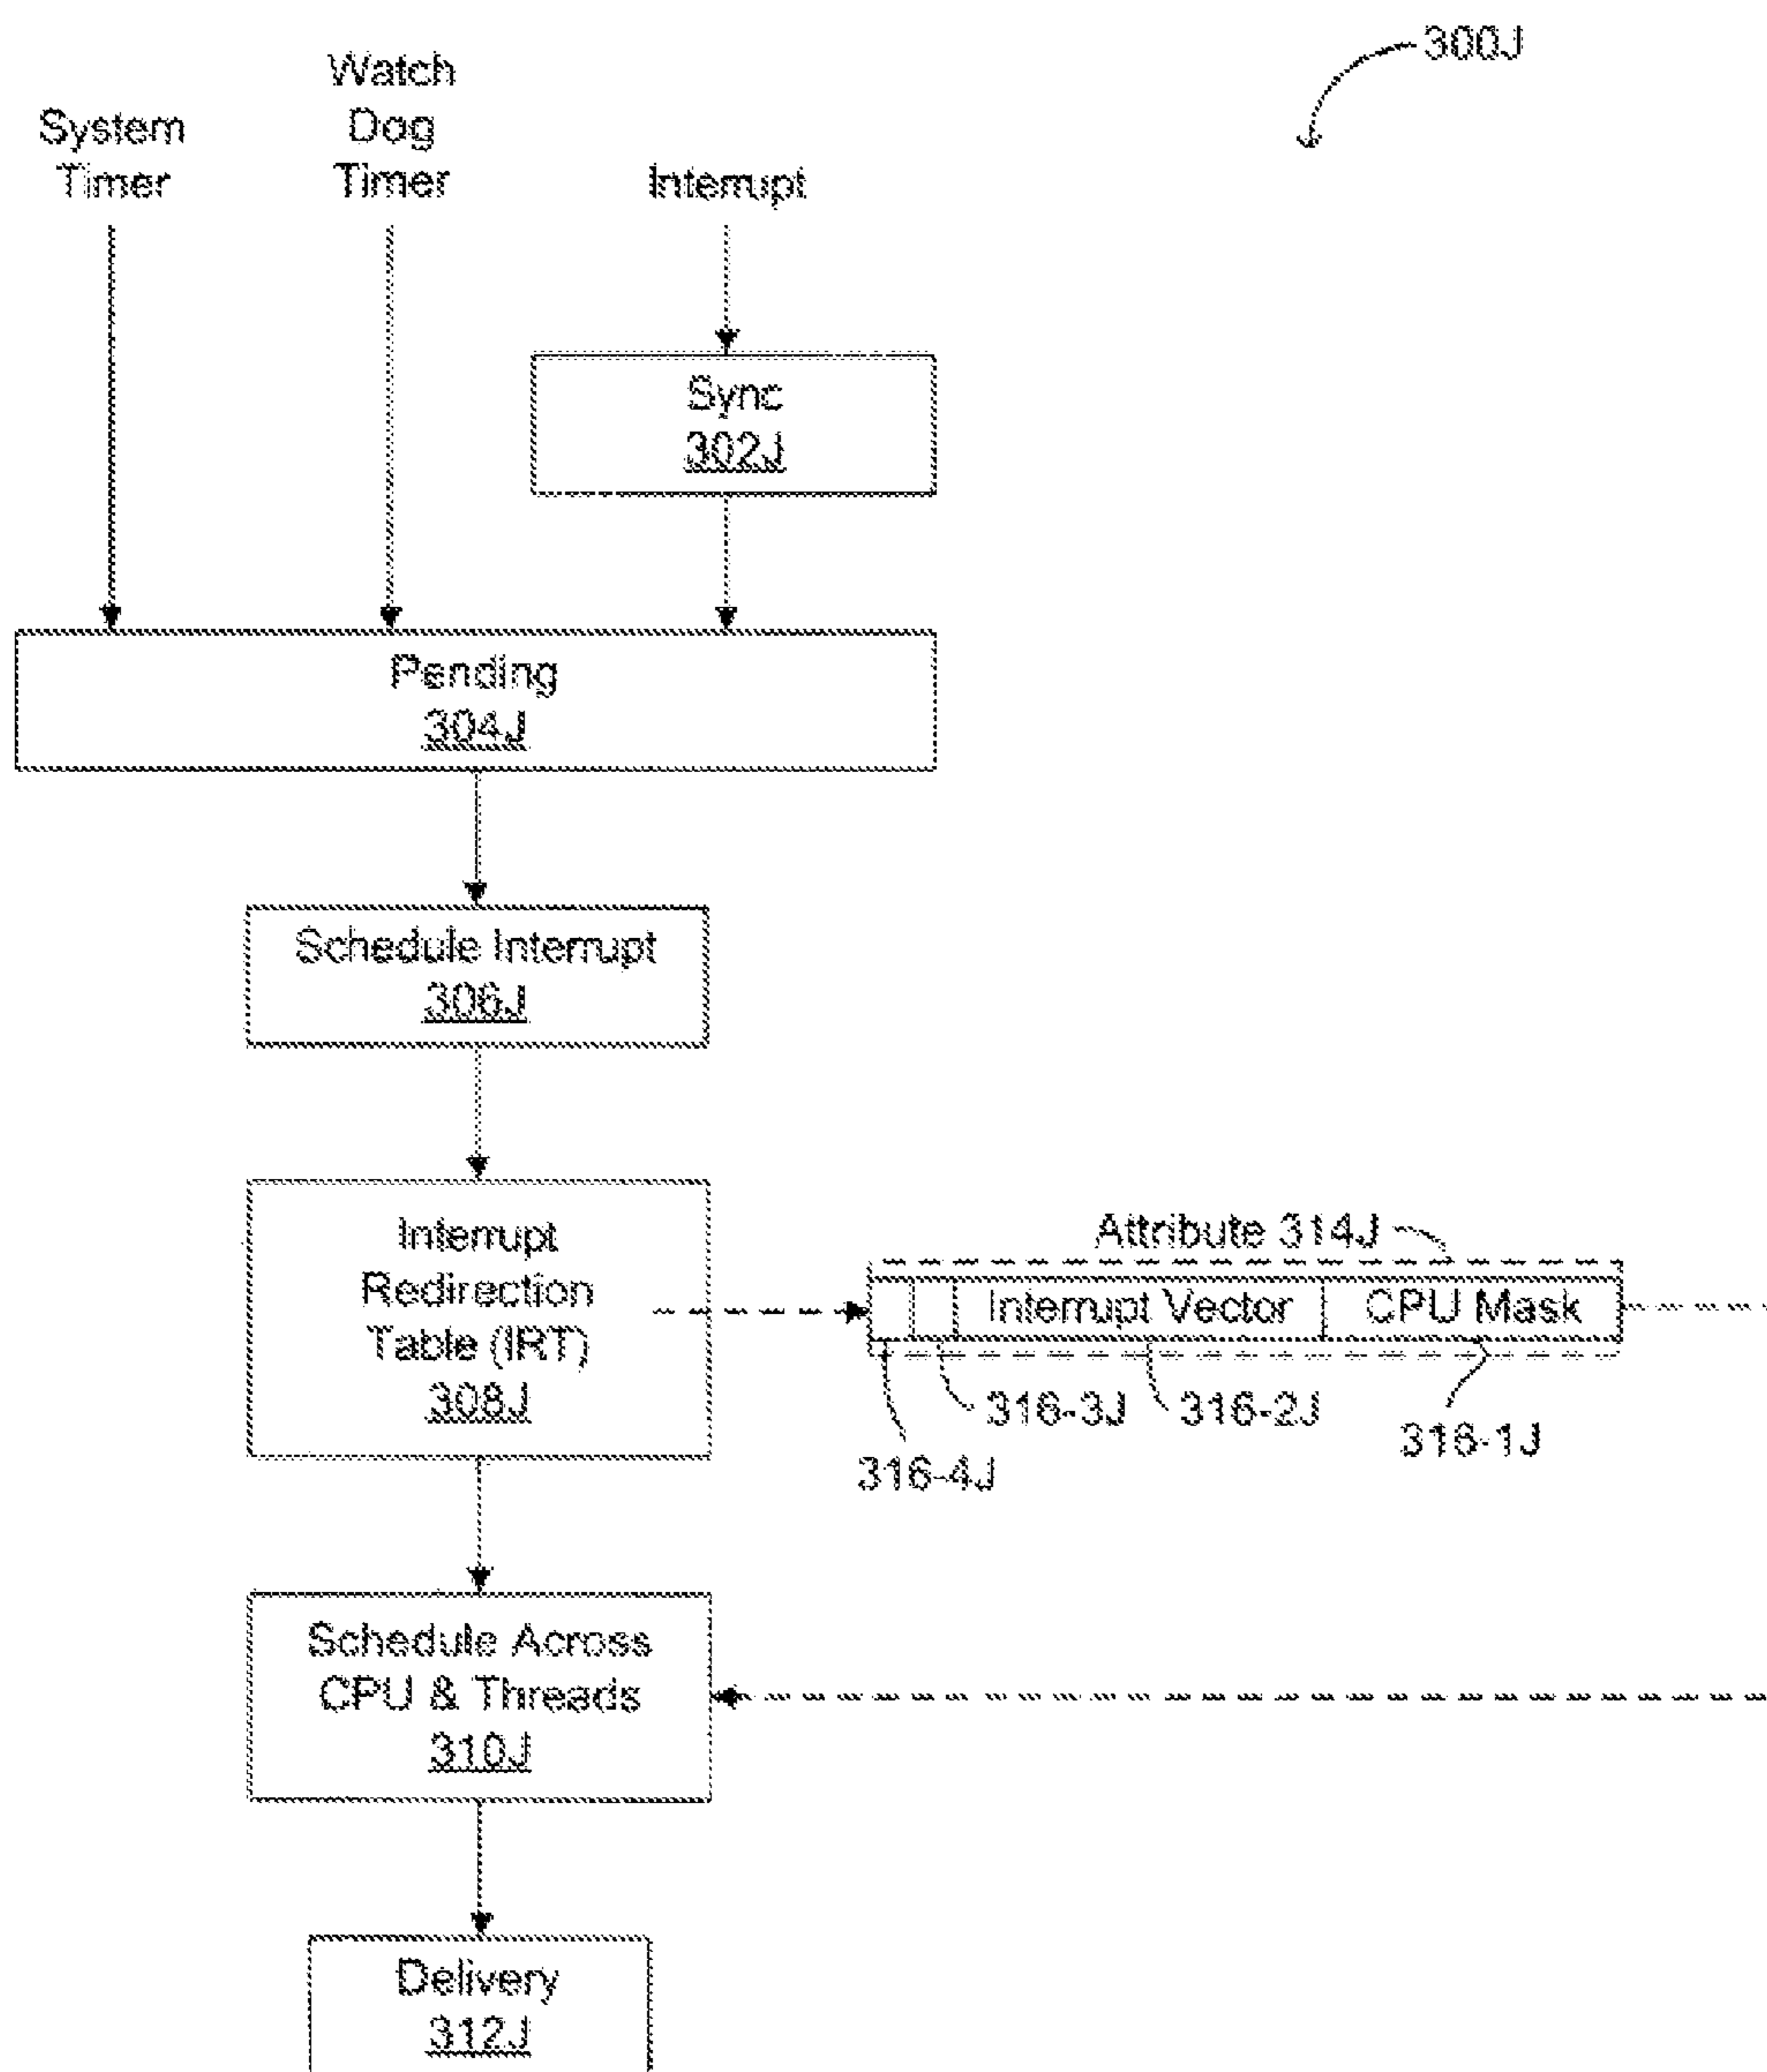 300J
System
Timer
Watch
Dog
Timer
Interrupt
Sync
302J
Pending
304J
Schedule Interrupt
306J
Interrupt
Redirection
Table (IRT)
308J
Attribute 314J
Interrupt Vector
CPU Mask
316-4J
316-3J
316-2J
316-1J
Schedule Across
CPU & Threads
310J
Delivery
312J